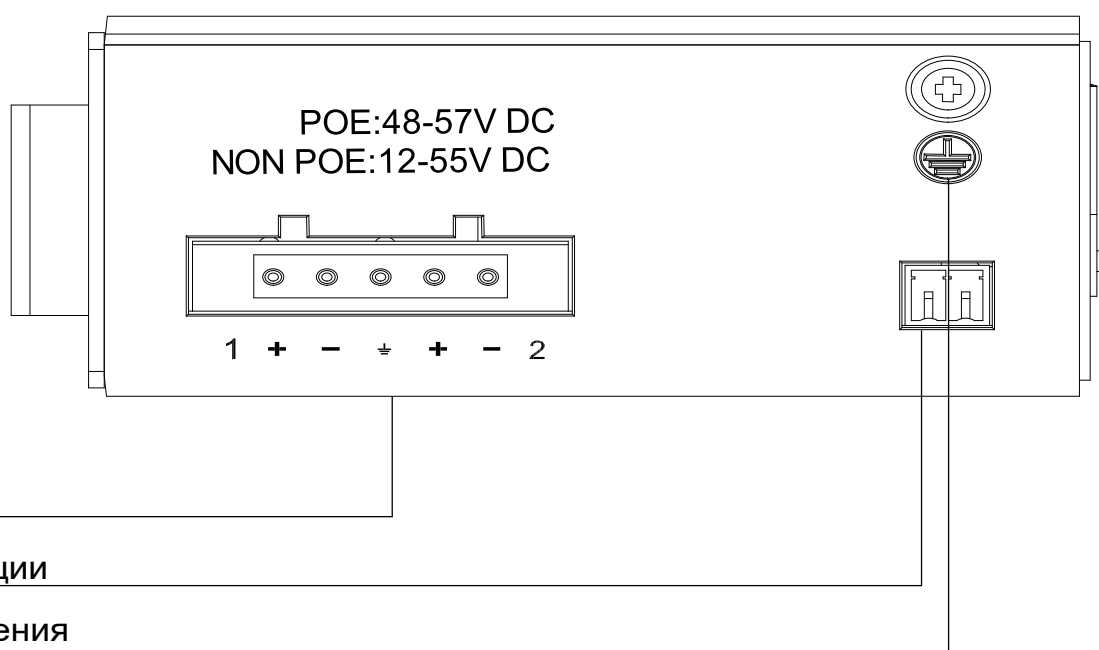 POE:48-57V DC
NON POE:12-55V DC
1 + − ⏚ + − 2
ции
ения